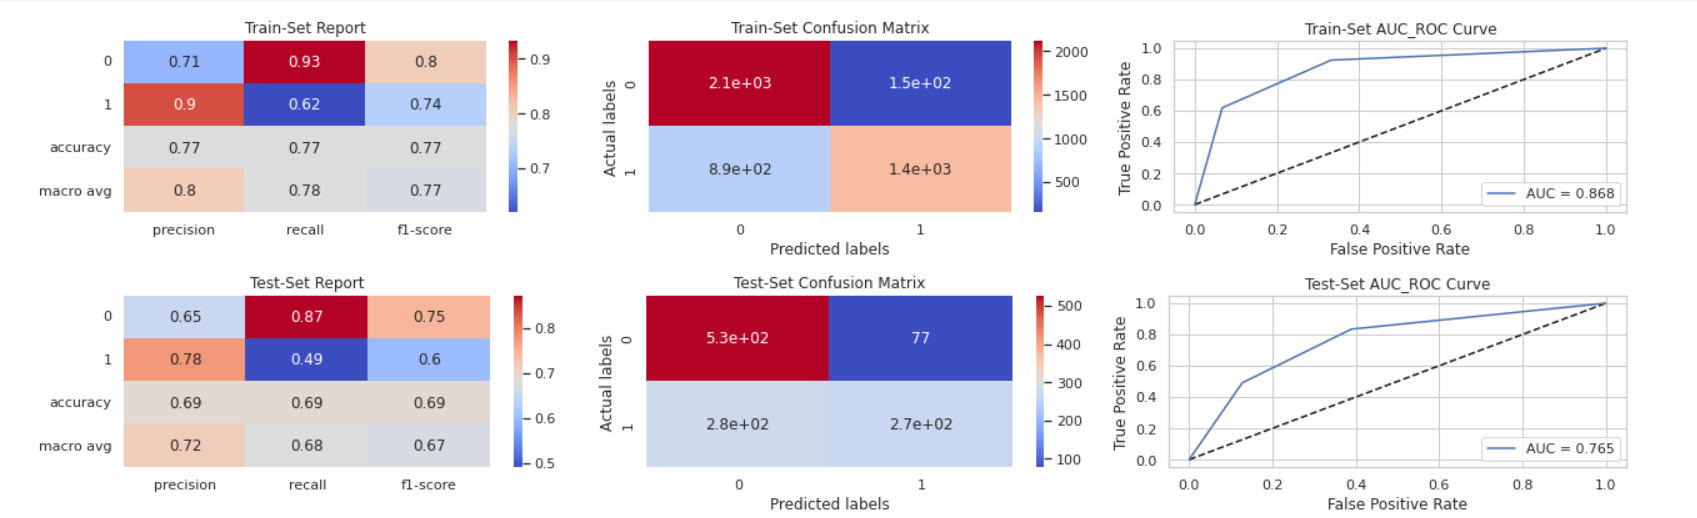 Train-Set Report
0 0.71 0.93 0.8
1 0.9 0.62 0.74
accuracy 0.77 0.77 0.77
macro avg 0.8 0.78 0.77
precision recall f1-score
0.9
0.8
0.7
Train-Set Confusion Matrix
Actual labels
0 2.1e+03 1.5e+02
1 8.9e+02 1.4e+03
0 1
Predicted labels
2000
1500
1000
500
Train-Set AUC_ROC Curve
True Positive Rate
1.0
0.8
0.6
0.4
0.2
0.0
AUC = 0.868
0.0 0.2 0.4 0.6 0.8 1.0
False Positive Rate
Test-Set Report
0 0.65 0.87 0.75
1 0.78 0.49 0.6
accuracy 0.69 0.69 0.69
macro avg 0.72 0.68 0.67
precision recall f1-score
0.8
0.7
0.6
0.5
Test-Set Confusion Matrix
Actual labels
0 5.3e+02 77
1 2.8e+02 2.7e+02
0 1
Predicted labels
500
400
300
200
100
Test-Set AUC_ROC Curve
True Positive Rate
1.0
0.8
0.6
0.4
0.2
0.0
AUC = 0.765
0.0 0.2 0.4 0.6 0.8 1.0
False Positive Rate